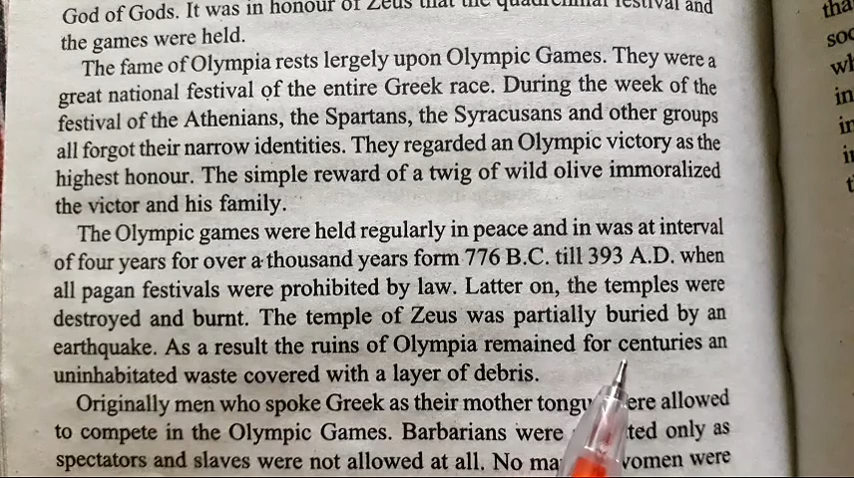 God of Gods. It was in honour of Zeus that the quadrennial festival and
the games were held.
The fame of Olympia rests lergely upon Olympic Games. They were a
great national festival of the entire Greek race. During the week of the
festival of the Athenians, the Spartans, the Syracusans and other groups
all forgot their narrow identities. They regarded an Olympic victory as the
highest honour. The simple reward of a twig of wild olive immoralized
the victor and his family.
The Olympic games were held regularly in peace and in was at interval
of four years for over a thousand years form 776 B.C. till 393 A.D. when
all pagan festivals were prohibited by law. Latter on, the temples were
destroyed and burnt. The temple of Zeus was partially buried by an
earthquake. As a result the ruins of Olympia remained for centuries an
uninhabitated waste covered with a layer of debris.
Originally men who spoke Greek as their mother allowed
to compete in the Olympic Games. Barbarians were only as
spectators and slaves were not allowed at all. No women were